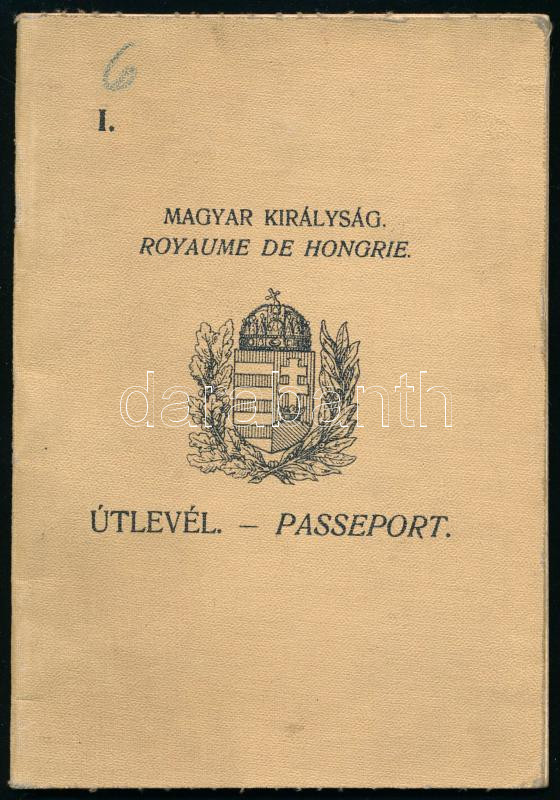 6
I.
MAGYAR KIRÁLYSÁG.
ROYAUME DE HONGRIE.
darabanth
ÚTLEVÉL. – PASSEPORT.